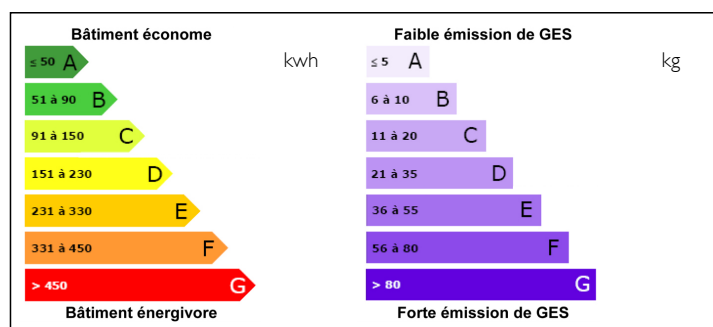 Bâtiment économe
kwh
≤ 50 A
51 à 90 B
91 à 150 C
151 à 230 D
231 à 330 E
331 à 450 F
> 450 G
Bâtiment énergivore
Faible émission de GES
kg
≤ 5 A
6 à 10 B
11 à 20 C
21 à 35 D
36 à 55 E
56 à 80 F
> 80 G
Forte émission de GES